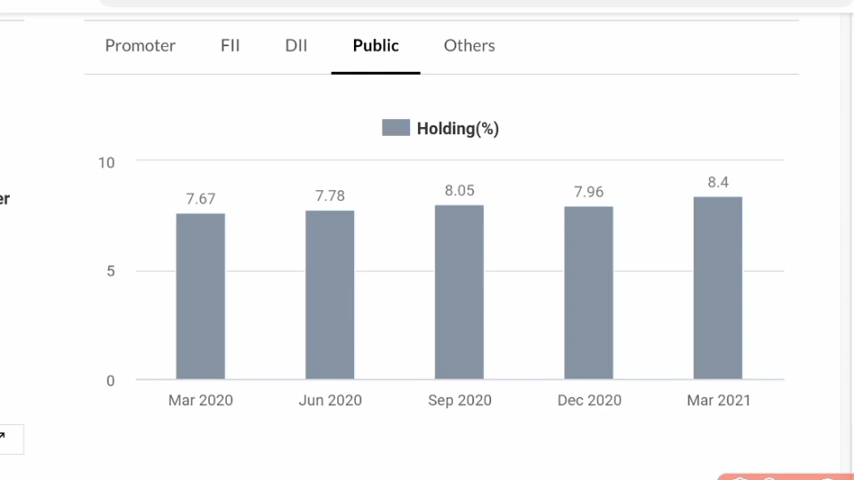 Promoter FII DII Public Others
Holding(%)
10
7.67 7.78 8.05 7.96 8.4
er
5
0
Mar 2020 Jun 2020 Sep 2020 Dec 2020 Mar 2021